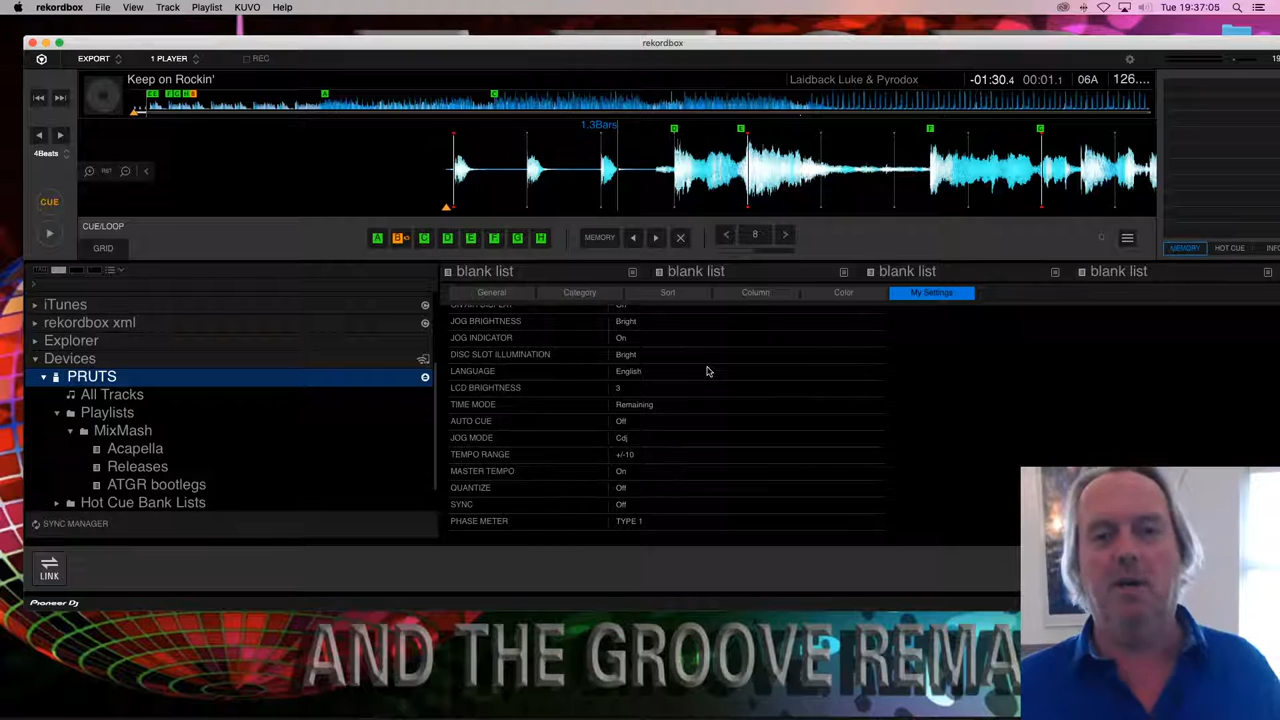 rekordbox File View Track Playlist KUVO Help Tue 19:37:05
rekordbox
EXPORT 1 PLAYER REC
Keep on Rockin' Laidback Luke & Pyrodox -01:30.4 00:01.1 06A 126....
E E F G H B A C
1.3Bars
D E F G
4Beats
RST
CUE
CUE/LOOP
GRID
A B C D E F G H MEMORY 8
MEMORY HOT CUE INFO
TAG
blank list blank list blank list blank list
General Category Sort Column Color My Settings
iTunes
rekordbox xml
Explorer
Devices
PRUTS
All Tracks
Playlists
MixMash
Acapella
Releases
ATGR bootlegs
Hot Cue Bank Lists
SYNC MANAGER
On
JOG BRIGHTNESS Bright
JOG INDICATOR On
DISC SLOT ILLUMINATION Bright
LANGUAGE English
LCD BRIGHTNESS 3
TIME MODE Remaining
AUTO CUE Off
JOG MODE Cdj
TEMPO RANGE +/-10
MASTER TEMPO On
QUANTIZE Off
SYNC Off
PHASE METER TYPE 1
LINK
Pioneer Dj
AND THE GROOVE REMA